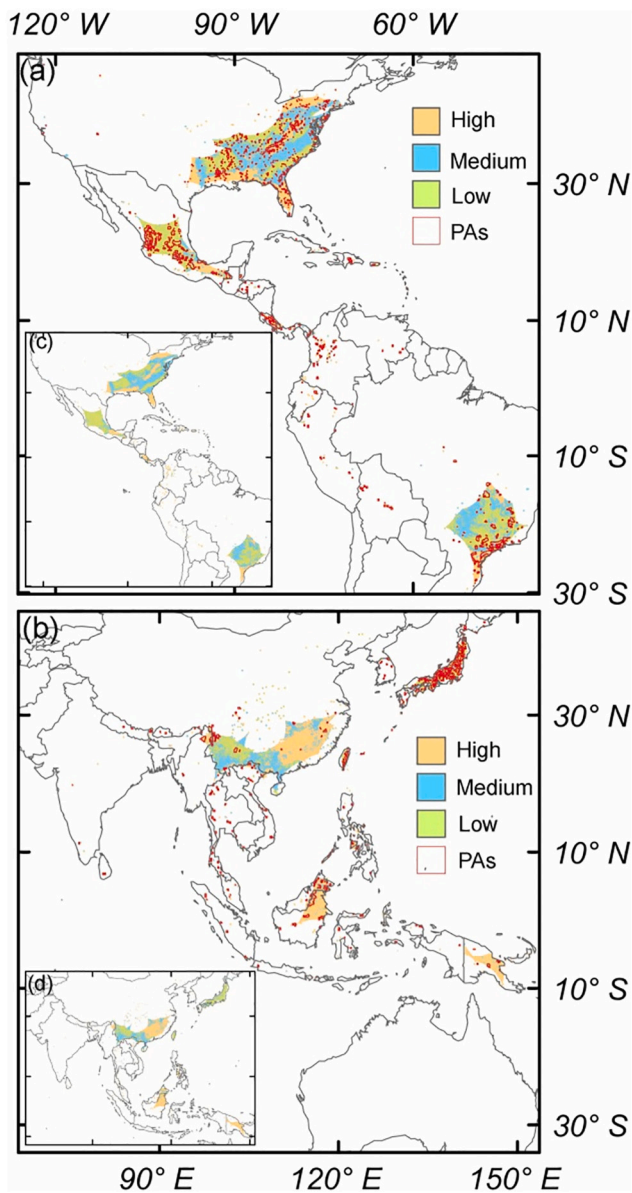 120° W 90° W 60° W
(a)
High
Medium
Low
PAs
30° N
10° N
(c)
10° S
30° S
(b)
30° N
High
Medium
Low
PAs
10° N
(d)
10° S
30° S
90° E 120° E 150° E